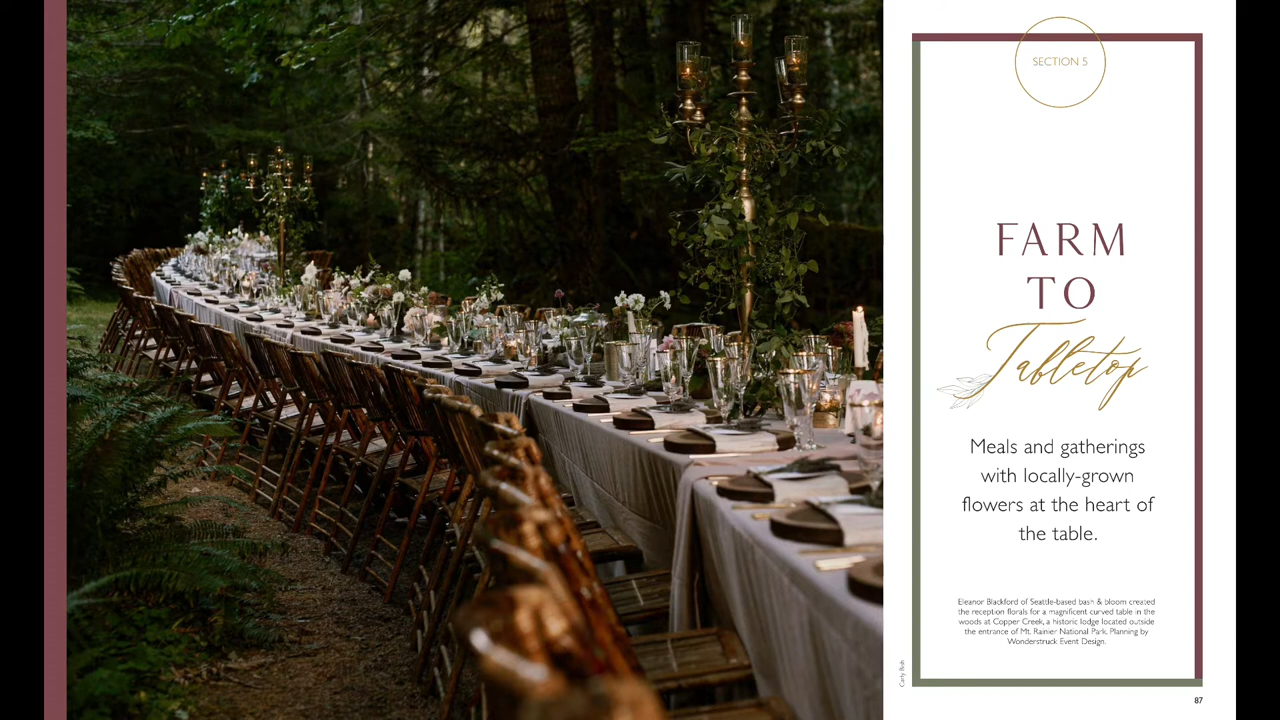 SECTION 5
FARM
TO
Tabletop
Meals and gatherings
with locally-grown
flowers at the heart of
the table.
Eleanor Blackford of Seattle-based bash & bloom created
the reception florals for a magnificent curved table in the
woods at Copper Creek, a historic lodge located outside
the entrance of Mt. Rainier National Park. Planning by
Wonderstruck Event Design.
Carly Bish
87